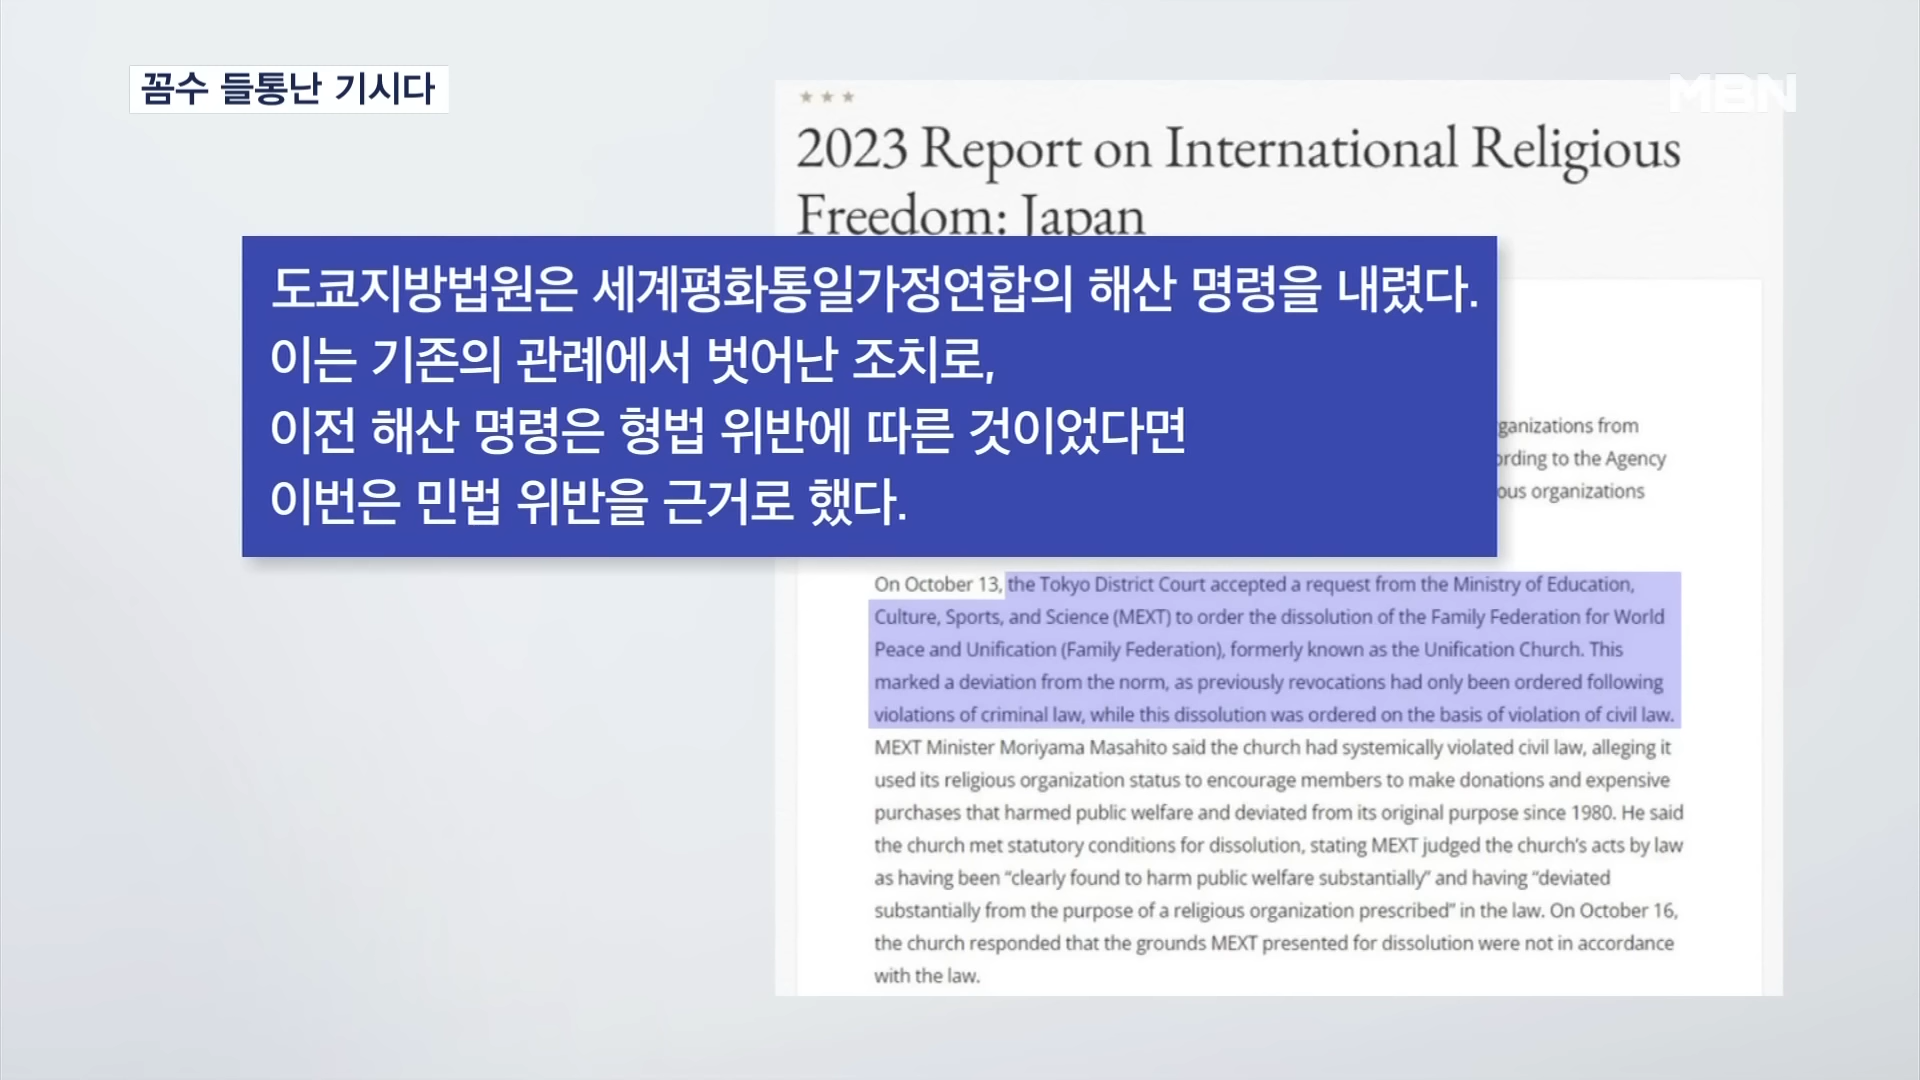 꼼수 들통난 기시다
MBN
★ ★ ★
2023 Report on International Religious
Freedom: Japan
도쿄지방법원은 세계평화통일가정연합의 해산 명령을 내렸다.
이는 기존의 관례에서 벗어난 조치로,
이전 해산 명령은 형법 위반에 따른 것이었다면
이번은 민법 위반을 근거로 했다.
from
to the Agency
organizations
On October 13, the Tokyo District Court accepted a request from the Ministry of Education,
Culture, Sports, and Science (MEXT) to order the dissolution of the Family Federation for World
Peace and Unification (Family Federation), formerly known as the Unification Church. This
marked a deviation from the norm, as previously revocations had only been ordered following
violations of criminal law, while this dissolution was ordered on the basis of violation of civil law.
MEXT Minister Moriyama Masahito said the church had systemically violated civil law, alleging it
used its religious organization status to encourage members to make donations and expensive
purchases that harmed public welfare and deviated from its original purpose since 1980. He said
the church met statutory conditions for dissolution, stating MEXT judged the church's acts by law
as having been “clearly found to harm public welfare substantially” and having “deviated
substantially from the purpose of a religious organization prescribed” in the law. On October 16,
the church responded that the grounds MEXT presented for dissolution were not in accordance
with the law.